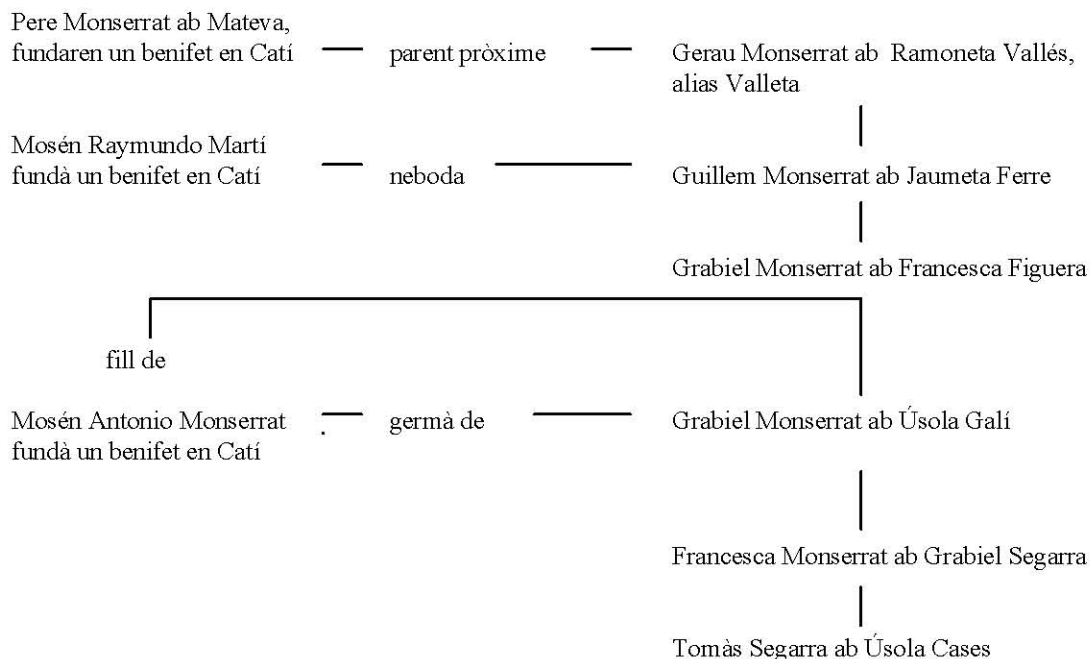 Pere Monserrat ab Mateva,
fundaren un benifet en Catí
parent pròxime
Gerau Monserrat ab Ramoneta Vallés,
alias Valleta
Mosén Raymundo Martí
fundà un benifet en Catí
neboda
Guillem Monserrat ab Jaumeta Ferre
Grabiel Monserrat ab Francesca Figuera
fill de
Mosén Antonio Monserrat
fundà un benifet en Catí
germà de
Grabiel Monserrat ab Úsola Galí
Francesca Monserrat ab Grabiel Segarra
Tomàs Segarra ab Úsola Cases